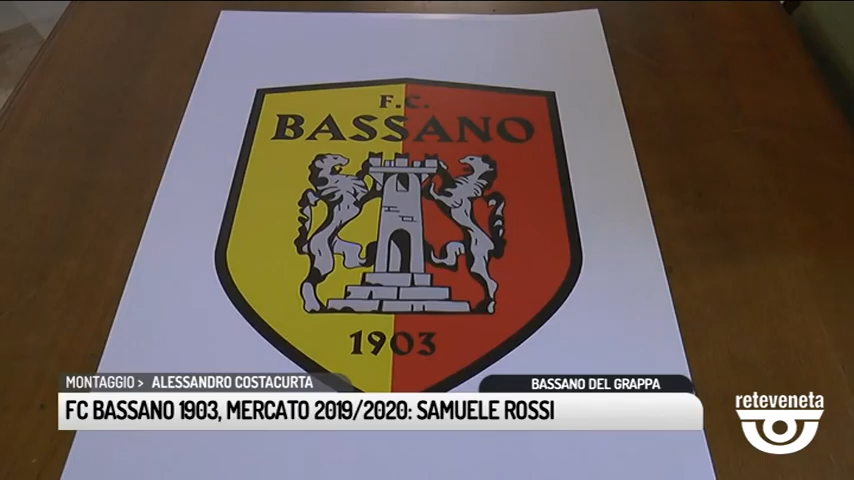 F.C.
BASSANO
1903
MONTAGGIO > ALESSANDRO COSTACURTA
BASSANO DEL GRAPPA
FC BASSANO 1903, MERCATO 2019/2020: SAMUELE ROSSI
reteveneta